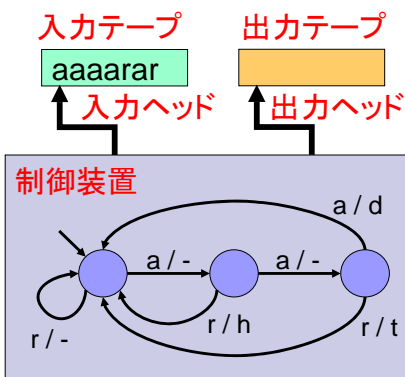 入力テープ
出力テープ
aaaarar
入力ヘッド
出力ヘッド
制御装置
a / d
a / -
a / -
r / h
r / -
r / t